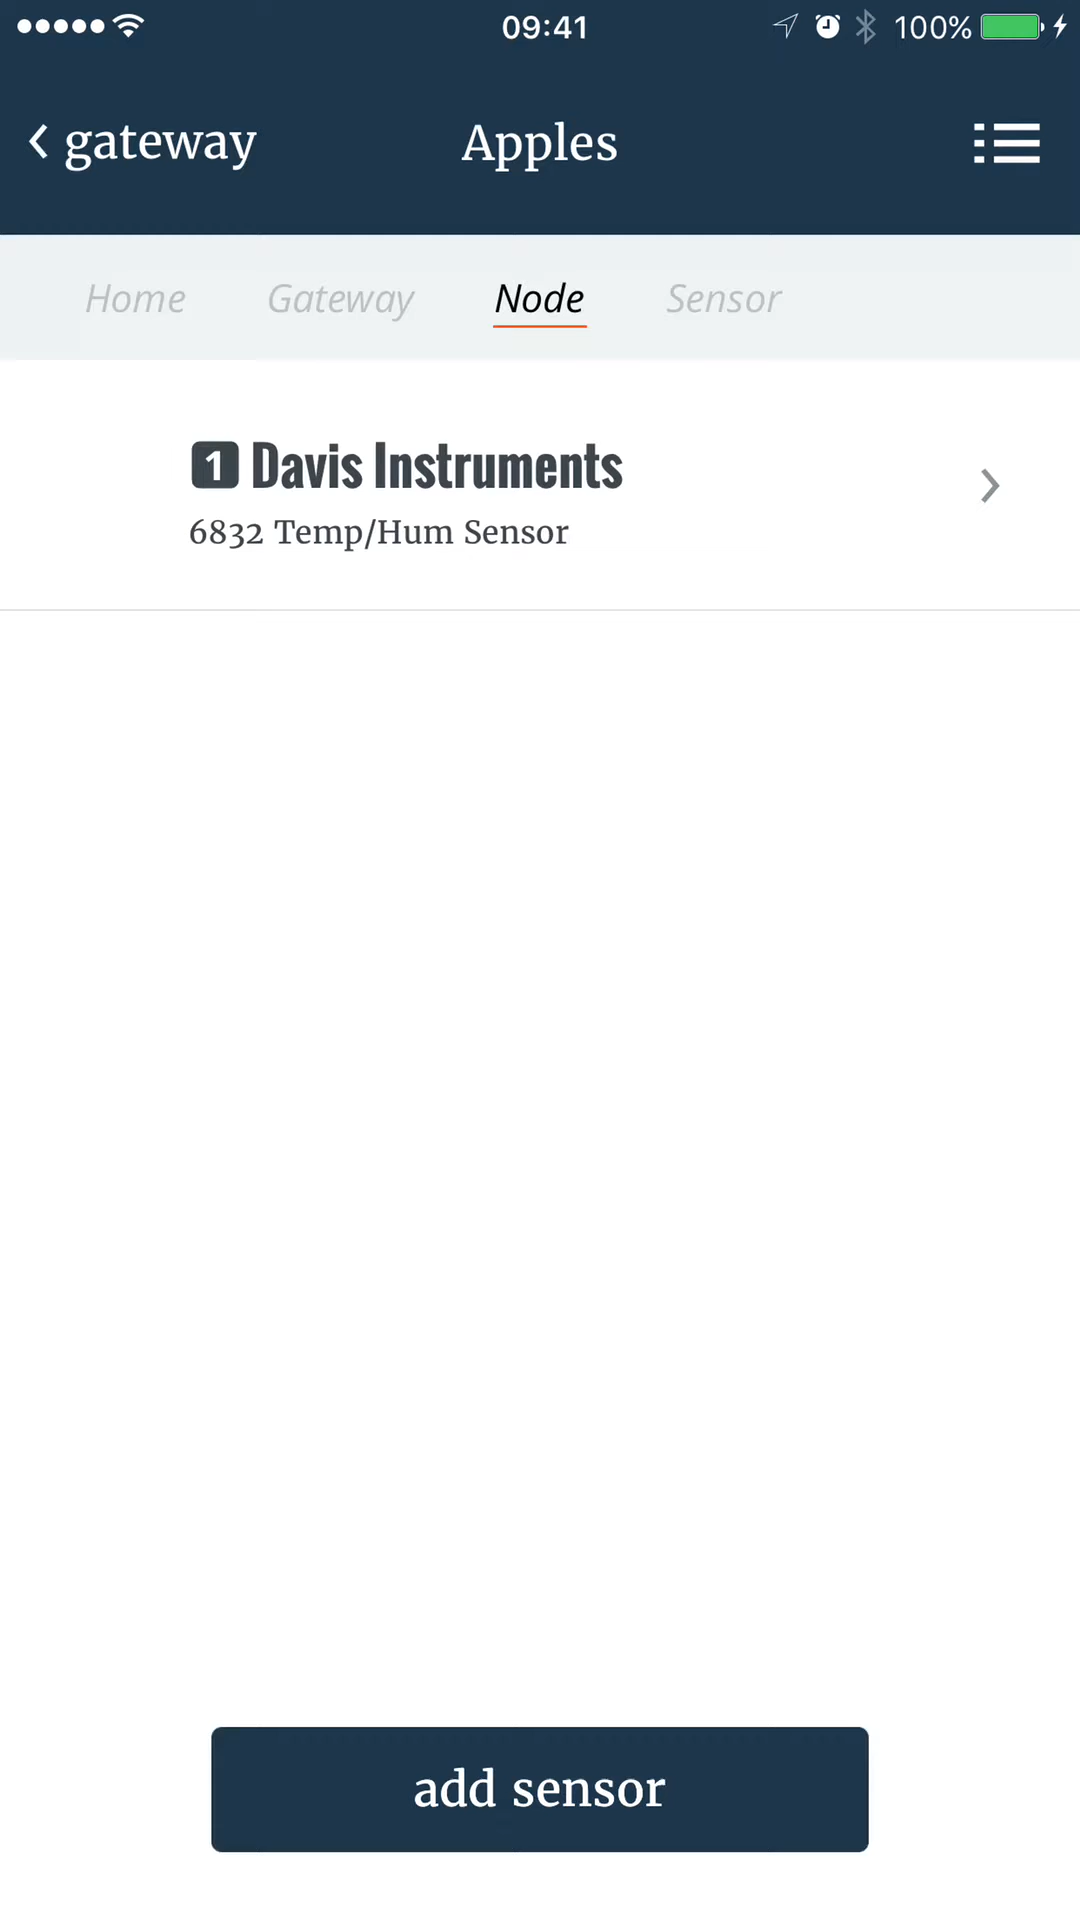 09:41
100%
gateway
Apples
Home Gateway Node Sensor
1 Davis Instruments
6832 Temp/Hum Sensor
add sensor